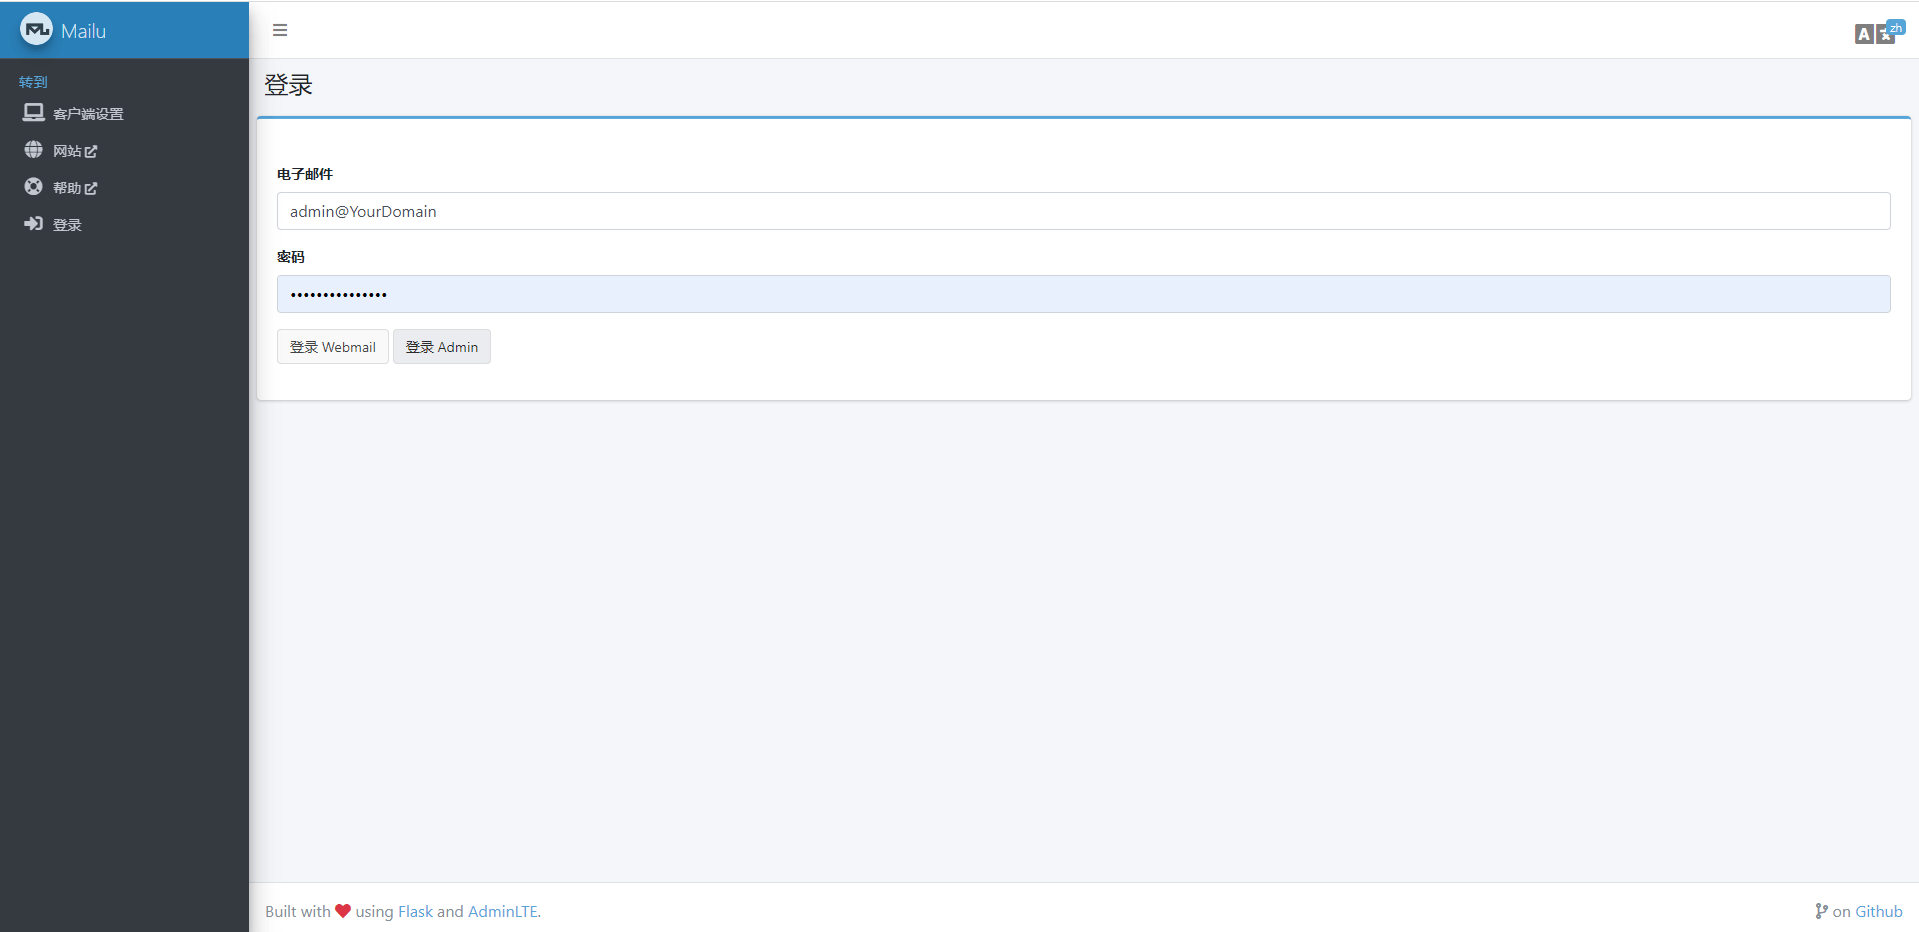 Mailu
zh
转到
客户端设置
网站
帮助
登录
登录
电子邮件
admin@YourDomain
密码
•••••••••••••••
登录 Webmail
登录 Admin
Built with using Flask and AdminLTE.
on Github